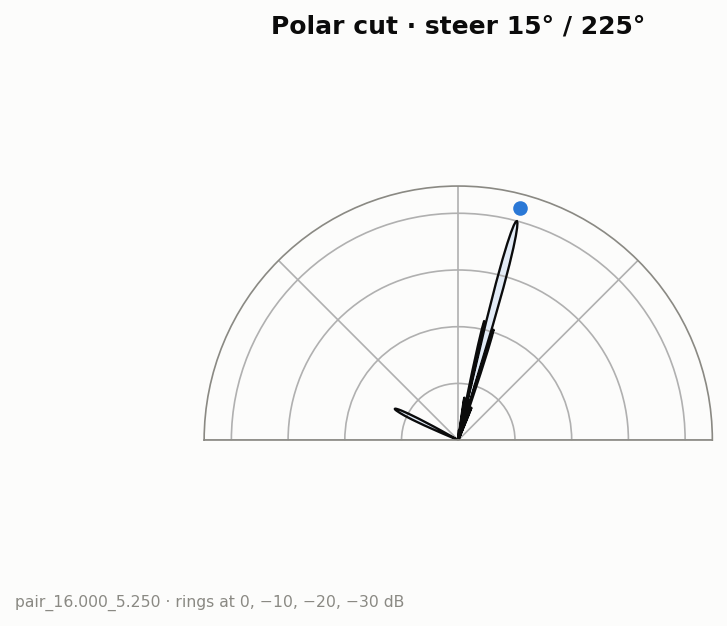 Polar cut · steer 15° / 225°
pair_16.000_5.250 · rings at 0, −10, −20, −30 dB